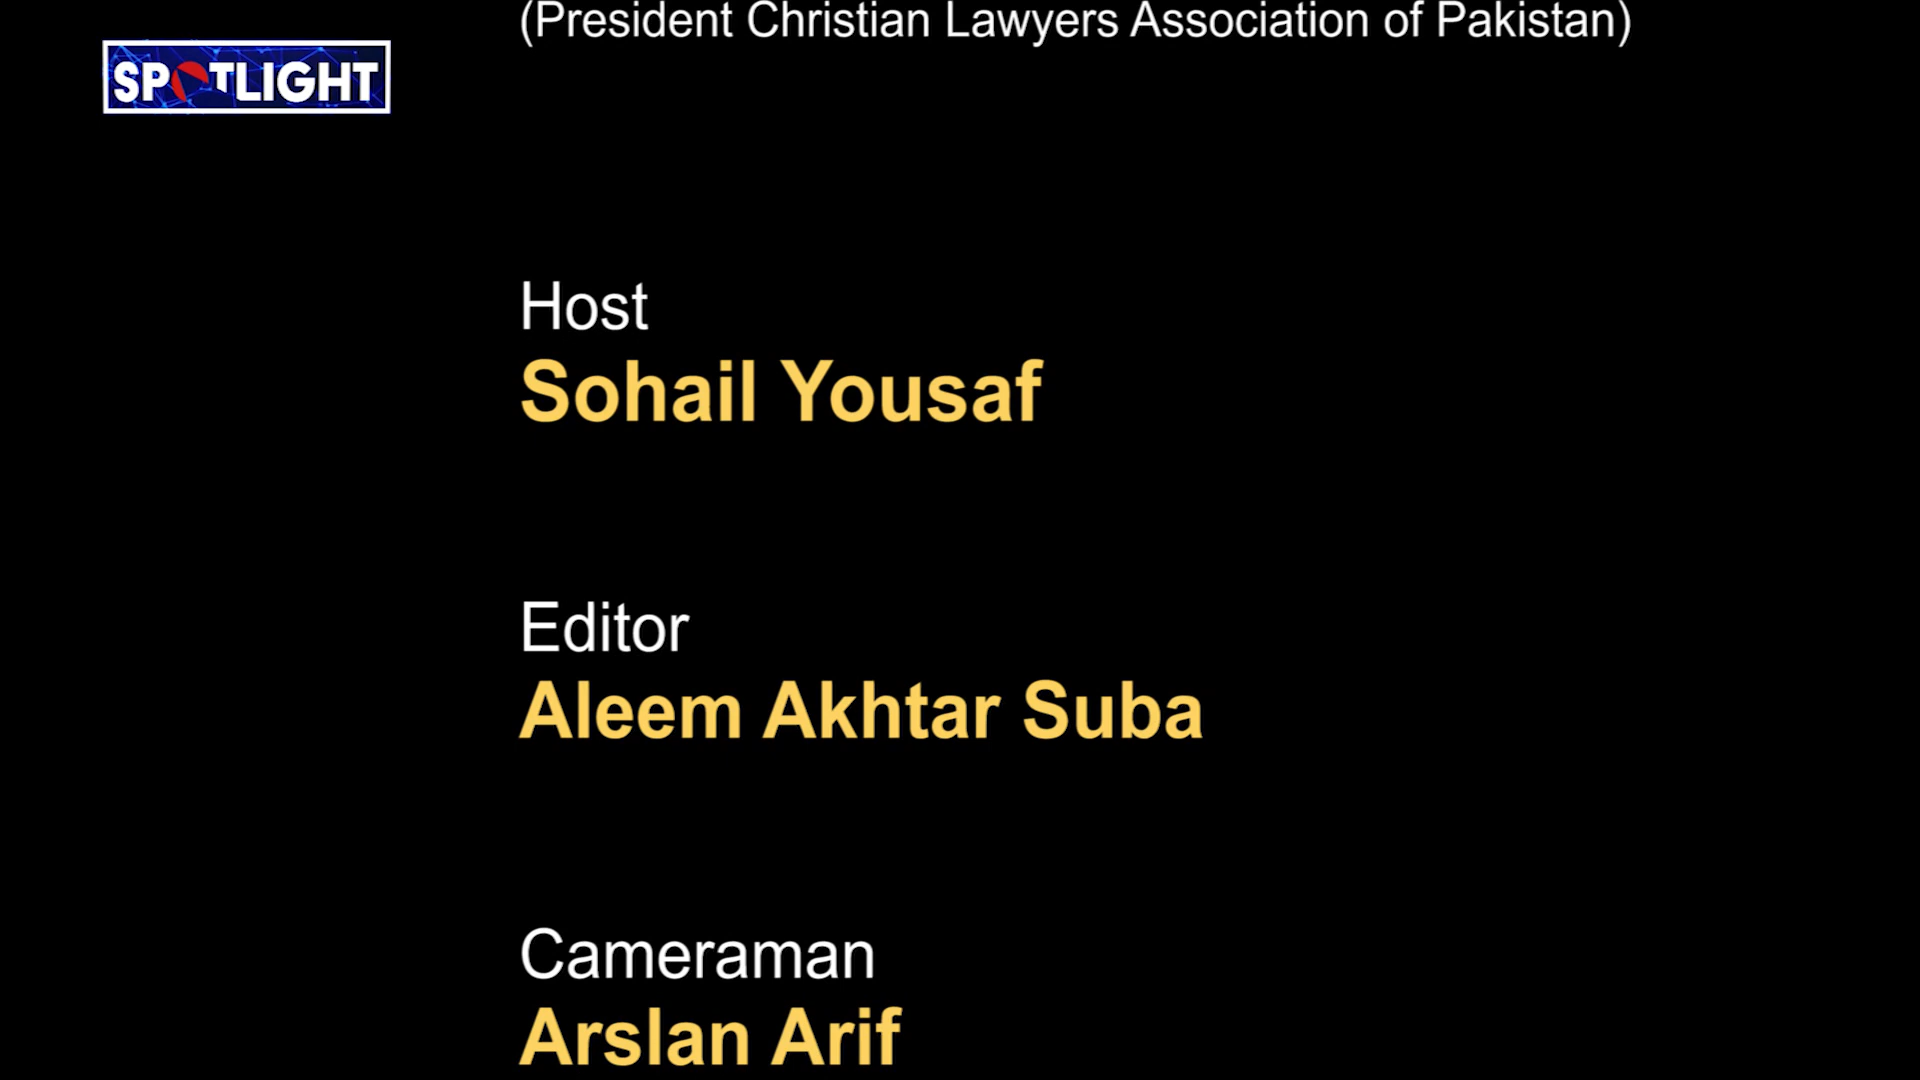 (President Christian Lawyers Association of Pakistan)
SPOTLIGHT
Host
Sohail Yousaf
Editor
Aleem Akhtar Suba
Cameraman
Arslan Arif